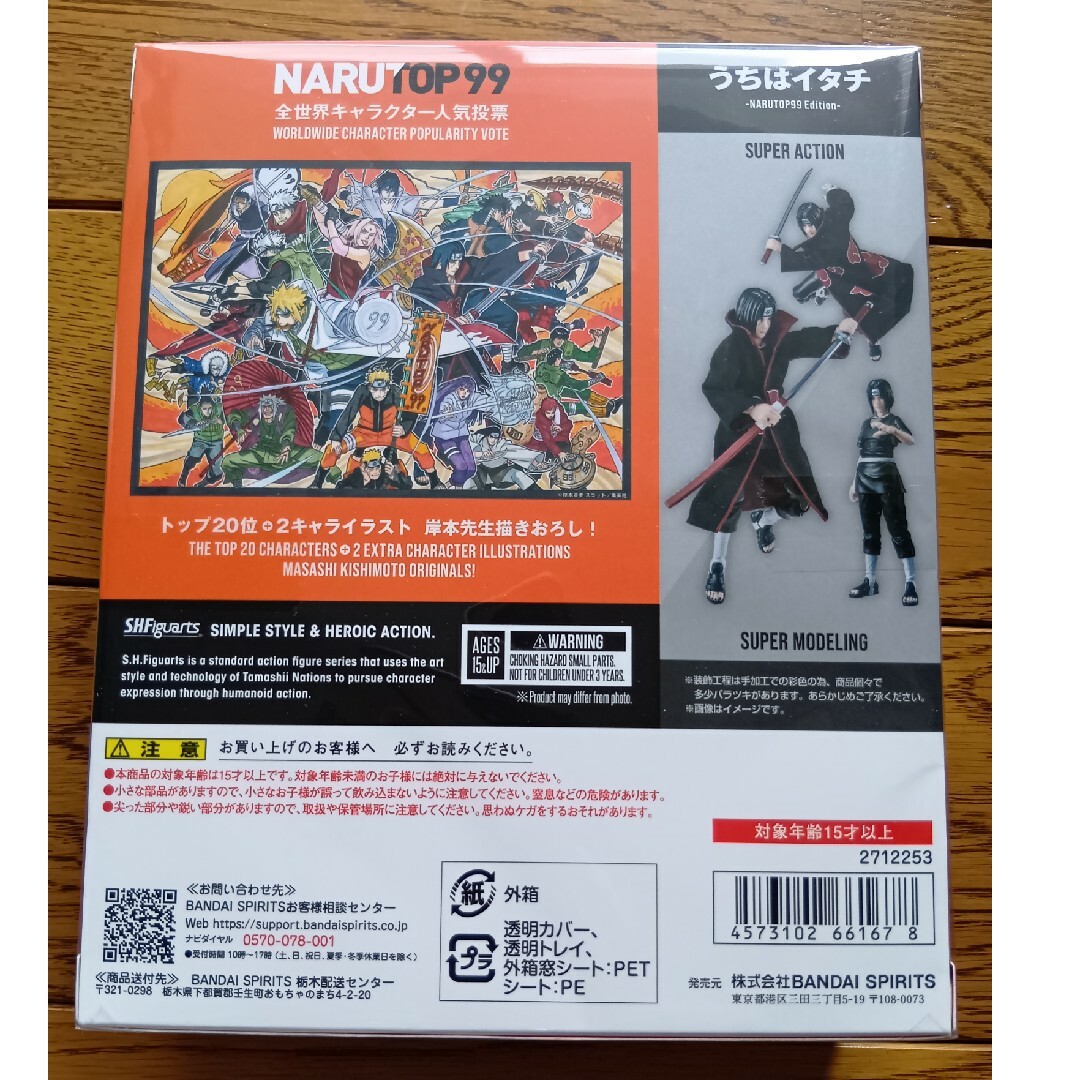 NARUTOP99
全世界キャラクター人気投票
WORLDWIDE CHARACTER POPULARITY VOTE
99
トップ20位+2キャライラスト 岸本先生描きおろし!
THE TOP 20 CHARACTERS+2 EXTRA CHARACTER ILLUSTRATIONS
MASASHI KISHIMOTO ORIGINALS!
うちはイタチ
-NARUTOP99 Edition-
SUPER ACTION
SUPER MODELING
※装飾工程は手加工での彩色の為、商品個々で
多少バラツキがあります。あらかじめご了承ください。
※画像はイメージです。
S.H.Figuarts SIMPLE STYLE & HEROIC ACTION.
S.H.Figuarts is a standard action figure series that uses the art
style and technology of Tamashii Nations to pursue character
expression through humanoid action.
AGES
15&UP
WARNING
CHOKING HAZARD SMALL PARTS.
NOT FOR CHILDREN UNDER 3 YEARS.
※Product may differ from photo.
注意 お買い上げのお客様へ 必ずお読みください。
●本商品の対象年齢は15才以上です。対象年齢未満のお子様には絶対に与えないでください。
●小さな部品がありますので、小さなお子様が誤って飲み込まないように注意してください。窒息などの危険があります。
●尖った部分や鋭い部分がありますので、取扱や保管場所に注意してください。思わぬケガをするおそれがあります。
対象年齢15才以上
2712253
4573102 66167 8
≪お問い合わせ先≫
BANDAI SPIRITSお客様相談センター
Web https://support.bandaispirits.co.jp
ナビダイヤル 0570-078-001
●受付時間 10時〜17時(土、日、祝日、夏季・冬季休業日を除く)
≪商品送付先≫ BANDAI SPIRITS 栃木配送センター
〒321-0298 栃木県下都賀郡壬生町おもちゃのまち4-2-20
紙 外箱
プラ
透明カバー、
透明トレイ、
外箱窓シート:PET
シート:PE
発売元 株式会社BANDAI SPIRITS
東京都港区三田三丁目5-19 〒108-0073